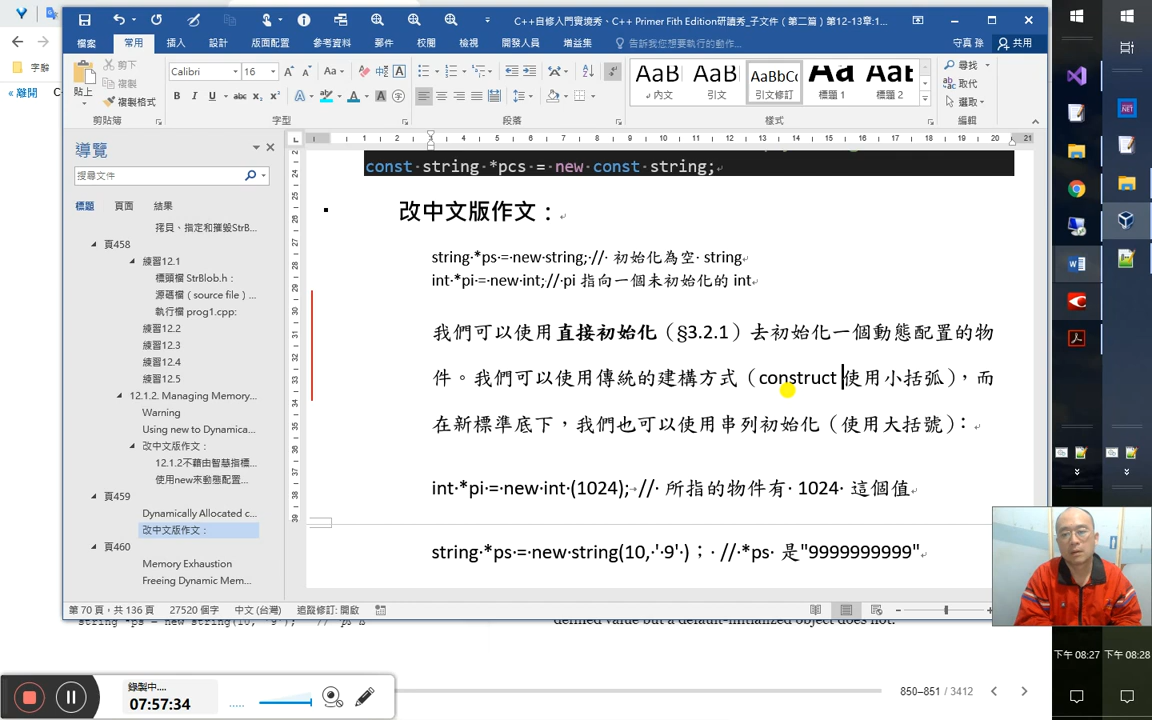 C++自修入門實境秀、C++ Primer Fith Edition研讀秀_子文件（第二篇）12-13章:1...
檔案 常用 插入 設計 版面配置 參考資料 郵件 校閱 檢視 開發人員 增益集 告訴我您想要執行的動作... 守真 孫 共用
字齡
« 離開
貼上
剪下
複製
複製格式
剪貼簿
Calibri 16
字型
段落
AaB 內文
AaB 引文
AaBbCc 引文修訂
AaB 標題 1
AaB 標題 2
樣式
尋找
取代
選取
編輯
導覽
搜尋文件
標題 頁面 結果
拷貝、指定和摧毀StrB...
頁458
練習12.1
標頭檔 StrBlob.h：
源碼檔（source file）...
執行檔 prog1.cpp:
練習12.2
練習12.3
練習12.4
練習12.5
12.1.2. Managing Memory...
Warning
Using new to Dynamica...
改中文版作文：
12.1.2不藉由智慧指標...
使用new來動態配置...
頁459
Dynamically Allocated c...
改中文版作文：
頁460
Memory Exhaustion
Freeing Dynamic Mem...
const string *pcs = new const string;
改中文版作文：
string *ps = new string; // 初始化為空 string
int *pi = new int; // pi 指向一個未初始化的 int
我們可以使用直接初始化（§3.2.1）去初始化一個動態配置的物
件。我們可以使用傳統的建構方式（construct 使用小括弧），而
在新標準底下，我們也可以使用串列初始化（使用大括號）：
int *pi = new int (1024); // 所指的物件有 1024 這個值
string *ps = new string(10, '9')； // *ps 是"9999999999"
第 70 頁，共 136 頁 27520 個字 中文 (台灣) 追蹤修訂: 開啟
defined value but a default-initialized object does not.
錄製中....
07:57:34
850–851 / 3412
下午 08:27 下午 08:28